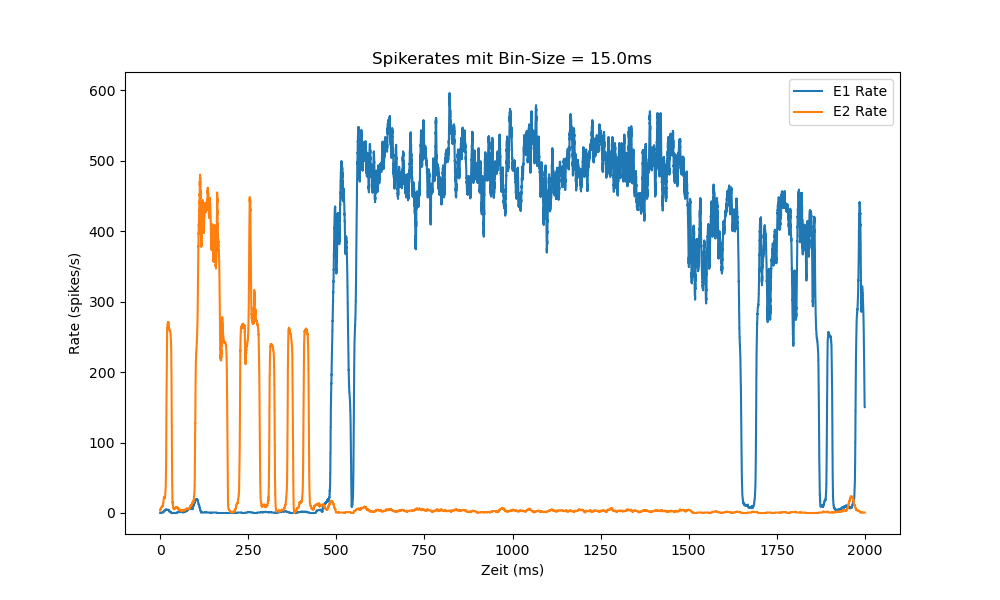 Spikerates mit Bin-Size = 15.0ms
E1 Rate
E2 Rate
600
500
400
300
200
100
0
Rate (spikes/s)
0 250 500 750 1000 1250 1500 1750 2000
Zeit (ms)